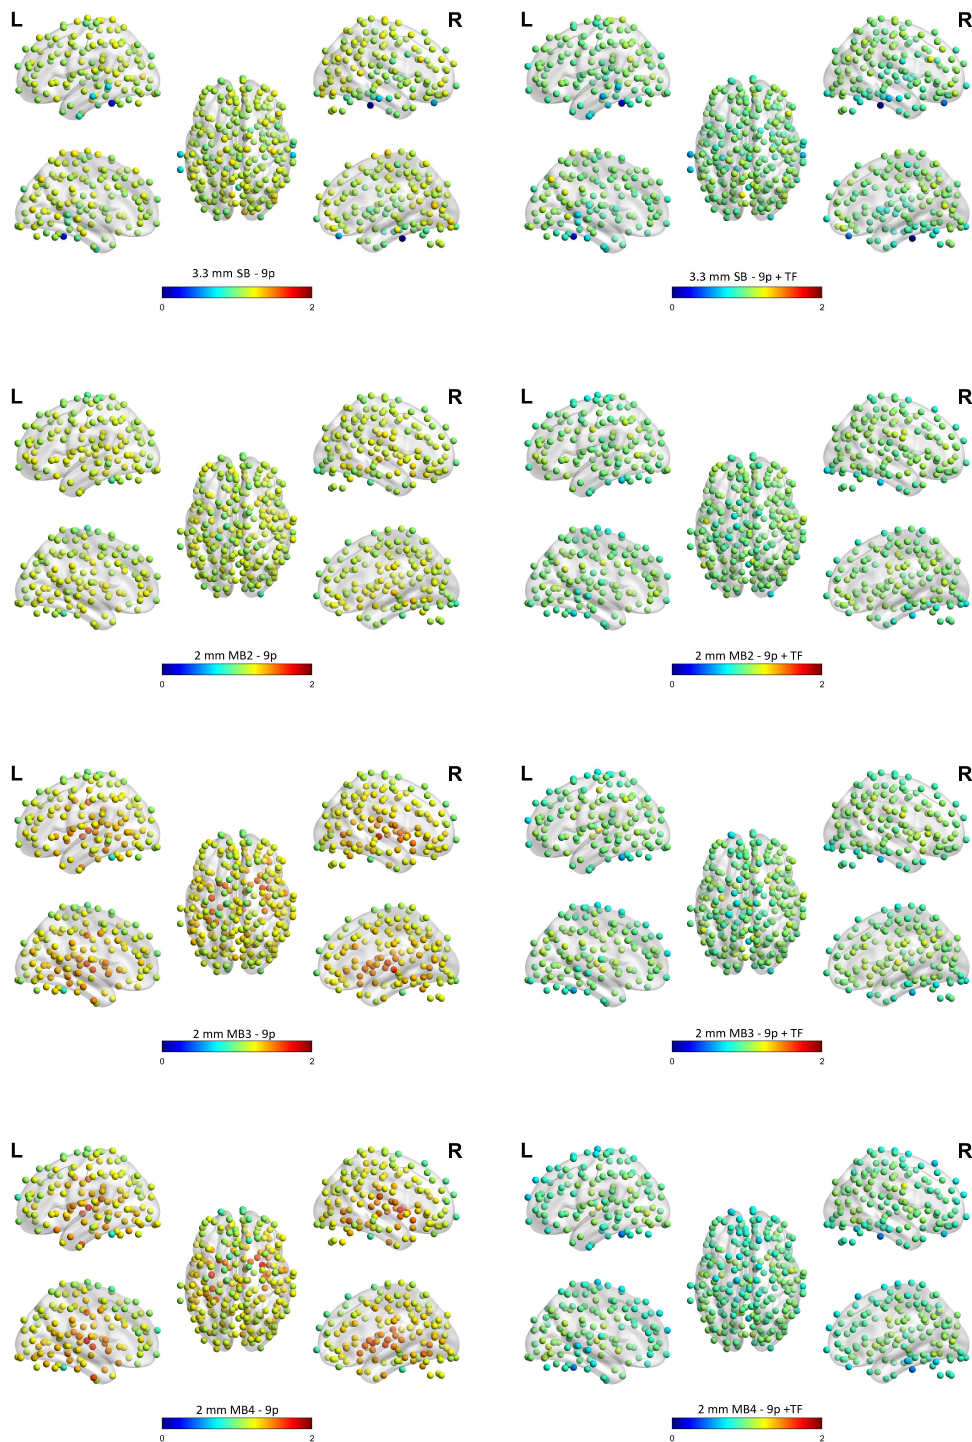 L R L R
3.3 mm SB - 9p 3.3 mm SB - 9p + TF
0 2 0 2
L R L R
2 mm MB2 - 9p 2 mm MB2 - 9p + TF
0 2 0 2
L R L R
2 mm MB3 - 9p 2 mm MB3 - 9p + TF
0 2 0 2
L R L R
2 mm MB4 - 9p 2 mm MB4 - 9p +TF
0 2 0 2